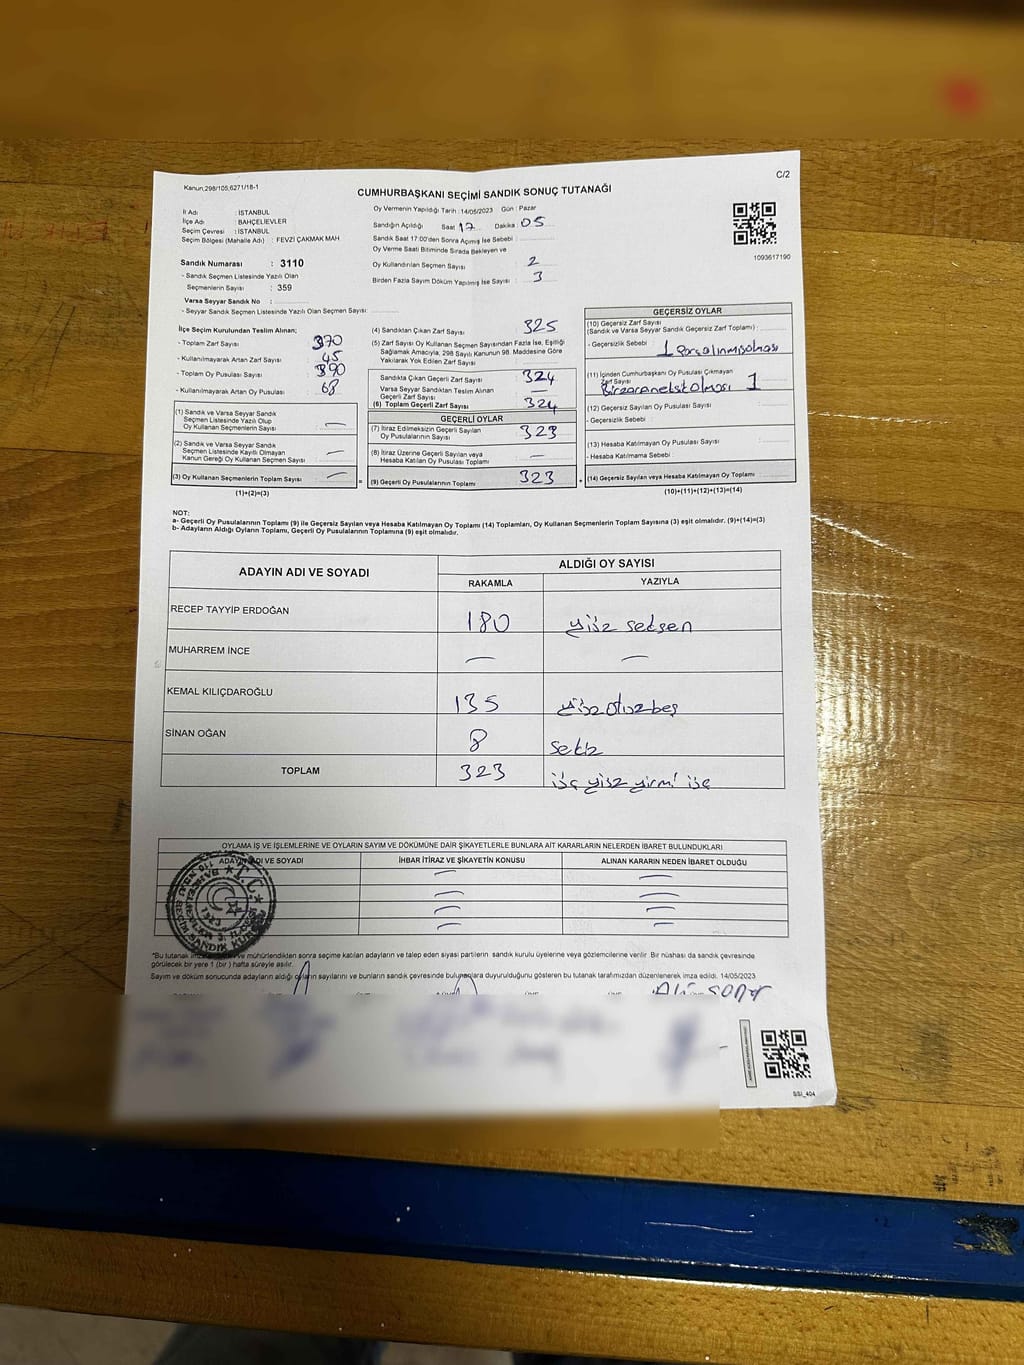 Kanun,298/105;6271/18-1
C/2
CUMHURBAŞKANI SEÇİMİ SANDIK SONUÇ TUTANAĞI
İl Adı : İSTANBUL
İlçe Adı : BAHÇELİEVLER
Seçim Çevresi : İSTANBUL
Seçim Bölgesi (Mahalle Adı) : FEVZİ ÇAKMAK MAH
Sandık Numarası : 3110
- Sandık Seçmen Listesinde Yazılı Olan
Seçmenlerin Sayısı : 359
Varsa Seyyar Sandık No :
- Seyyar Sandık Seçmen Listesinde Yazılı Olan Seçmen Sayısı:
Oy Vermenin Yapıldığı Tarih : 14/05/2023 Gün : Pazar
Sandığın Açıldığı Saat 17 Dakika : 05
Sandık Saat 17:00'den Sonra Açmış İse Sebebi :
Oy Verme Saati Bitiminde Sırada Bekleyen ve
Oy Kullandırılan Seçmen Sayısı : 2
Birden Fazla Sayım Döküm Yapılmış İse Sayısı : 3
1093617190
İlçe Seçim Kurulundan Teslim Alınan;
- Toplam Zarf Sayısı : 370
- Kullanılmayarak Artan Zarf Sayısı : 45
- Toplam Oy Pusulası Sayısı : 390
- Kullanılmayarak Artan Oy Pusulası : 68
(1) Sandık ve Varsa Seyyar Sandık
Seçmen Listesinde Yazılı Olup
Oy Kullanan Seçmenlerin Sayısı : —
(2) Sandık ve Varsa Seyyar Sandık
Seçmen Listesinde Kayıtlı Olmayan
Kanun Gereği Oy Kullanan Seçmen Sayısı : —
(3) Oy Kullanan Seçmenlerin Toplam Sayısı : —
(1)+(2)=(3)
(4) Sandıktan Çıkan Zarf Sayısı : 325
(5) Zarf Sayısı Oy Kullanan Seçmen Sayısından Fazla İse, Eşitliği
Sağlamak Amacıyla, 298 Sayılı Kanunun 98. Maddesine Göre
Yakılarak Yok Edilen Zarf Sayısı :
Sandıkta Çıkan Geçerli Zarf Sayısı : 324
Varsa Seyyar Sandıktan Teslim Alınan
Geçerli Zarf Sayısı : —
(6) Toplam Geçerli Zarf Sayısı : 324
GEÇERLİ OYLAR
(7) İtiraz Edilmeksizin Geçerli Sayılan
Oy Pusulalarının Sayısı : 323
(8) İtiraz Üzerine Geçerli Sayılan veya
Hesaba Katılan Oy Pusulası Toplamı : —
(9) Geçerli Oy Pusulalarının Toplamı : 323
GEÇERSİZ OYLAR
(10) Geçersiz Zarf Sayısı
(Sandık ve Varsa Seyyar Sandık Geçersiz Zarf Toplamı) :
- Geçersizlik Sebebi : 1
(11) İçinden Cumhurbaşkanı Oy Pusulası Çıkmayan
Zarf Sayısı : 1
(12) Geçersiz Sayılan Oy Pusulası Sayısı :
- Geçersizlik Sebebi
(13) Hesaba Katılmayan Oy Pusulası Sayısı :
- Hesaba Katılmama Sebebi :
(14) Geçersiz Sayılan veya Hesaba Katılmayan Oy Toplamı :
(10)+(11)+(12)+(13)=(14)
NOT:
a- Geçerli Oy Pusulalarının Toplamı (9) ile Geçersiz Sayılan veya Hesaba Katılmayan Oy Toplamı (14) Toplamları, Oy Kullanan Seçmenlerin Toplam Sayısına (3) eşit olmalıdır. (9)+(14)=(3)
b- Adayların Aldığı Oyların Toplamı, Geçerli Oy Pusulalarının Toplamına (9) eşit olmalıdır.
ADAYIN ADI VE SOYADI
ALDIĞI OY SAYISI
RAKAMLA YAZIYLA
RECEP TAYYİP ERDOĞAN 180 yüz seksen
MUHARREM İNCE — —
KEMAL KILIÇDAROĞLU 135 yüz otuz beş
SİNAN OĞAN 8 sekiz
TOPLAM 323 üç yüz yirmi üç
OYLAMA İŞ VE İŞLEMLERİNE VE OYLARIN SAYIM VE DÖKÜMÜNE DAİR ŞİKAYETLERLE BUNLARA AİT KARARLARIN NELERDEN İBARET BULUNDUKLARI
ADAYIN ADI VE SOYADI İHBAR İTİRAZ VE ŞİKAYETİN KONUSU ALINAN KARARIN NEDEN İBARET OLDUĞU
T.C.
1923
"Bu tutanak ve mühürlendikten sonra seçime katılan adayların ve talep eden siyasi partilerin sandık kurulu üyelerine veya gözlemcilerine verilir. Bir nüshası da sandık çevresinde
görülecek bir yere 1 (bir) hafta süreyle asılır.
Sayım ve döküm sonucunda adayların aldığı oyların sayılarını ve bunların sandık çevresinde bulunanlara duyurulduğunu gösteren bu tutanak tarafımızdan düzenlenerek imza edildi. 14/05/2023